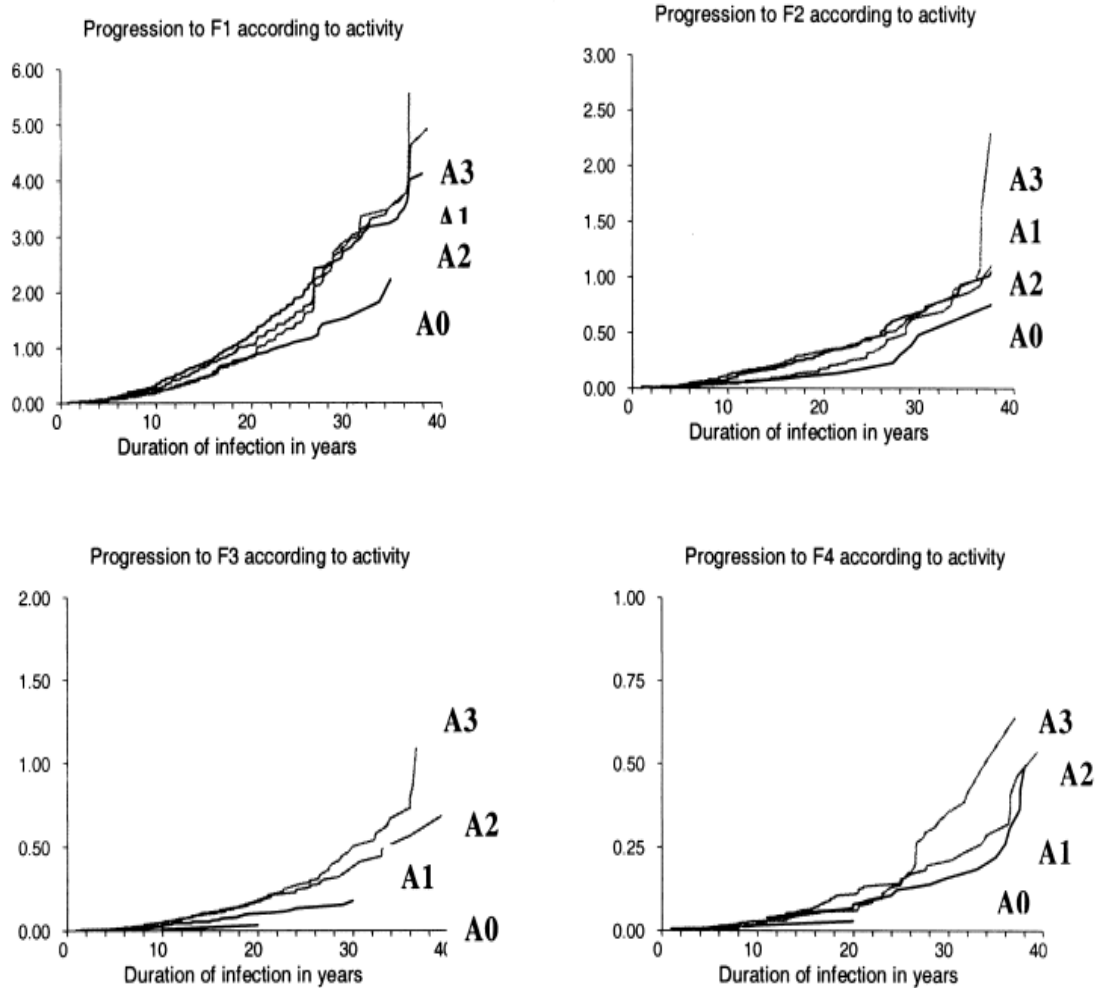 Progression to F1 according to activity
6.00
5.00
4.00
3.00
2.00
1.00
0.00
0 10 20 30 40
Duration of infection in years
A3
A1
A2
A0
Progression to F2 according to activity
3.00
2.50
2.00
1.50
1.00
0.50
0.00
0 10 20 30 40
Duration of infection in years
A3
A1
A2
A0
Progression to F3 according to activity
2.00
1.50
1.00
0.50
0.00
0 10 20 30
Duration of infection in years
A3
A2
A1
A0
Progression to F4 according to activity
1.00
0.75
0.50
0.25
0.00
0 10 20 30 40
Duration of infection in years
A3
A2
A1
A0